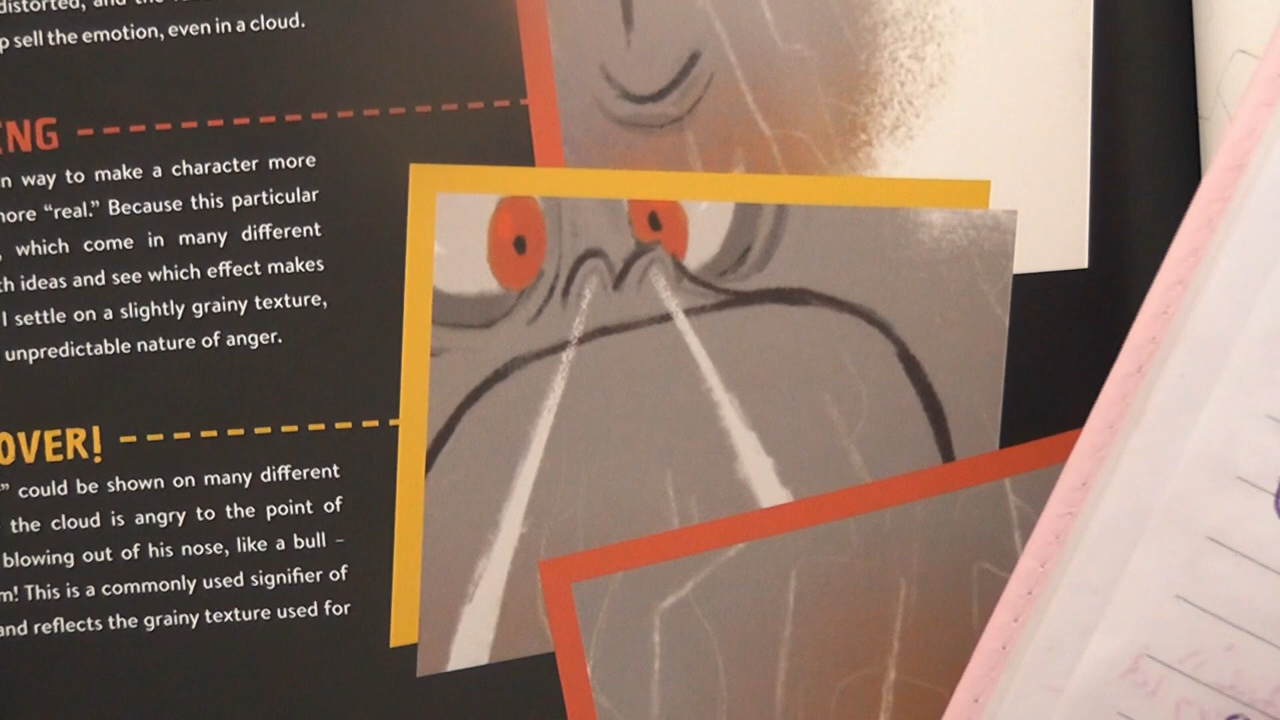 distorted, and the
p sell the emotion, even in a cloud.
ING
n way to make a character more
more “real.” Because this particular
, which come in many different
th ideas and see which effect makes
I settle on a slightly grainy texture,
unpredictable nature of anger.
OVER!
” could be shown on many different
the cloud is angry to the point of
blowing out of his nose, like a bull –
m! This is a commonly used signifier of
and reflects the grainy texture used for